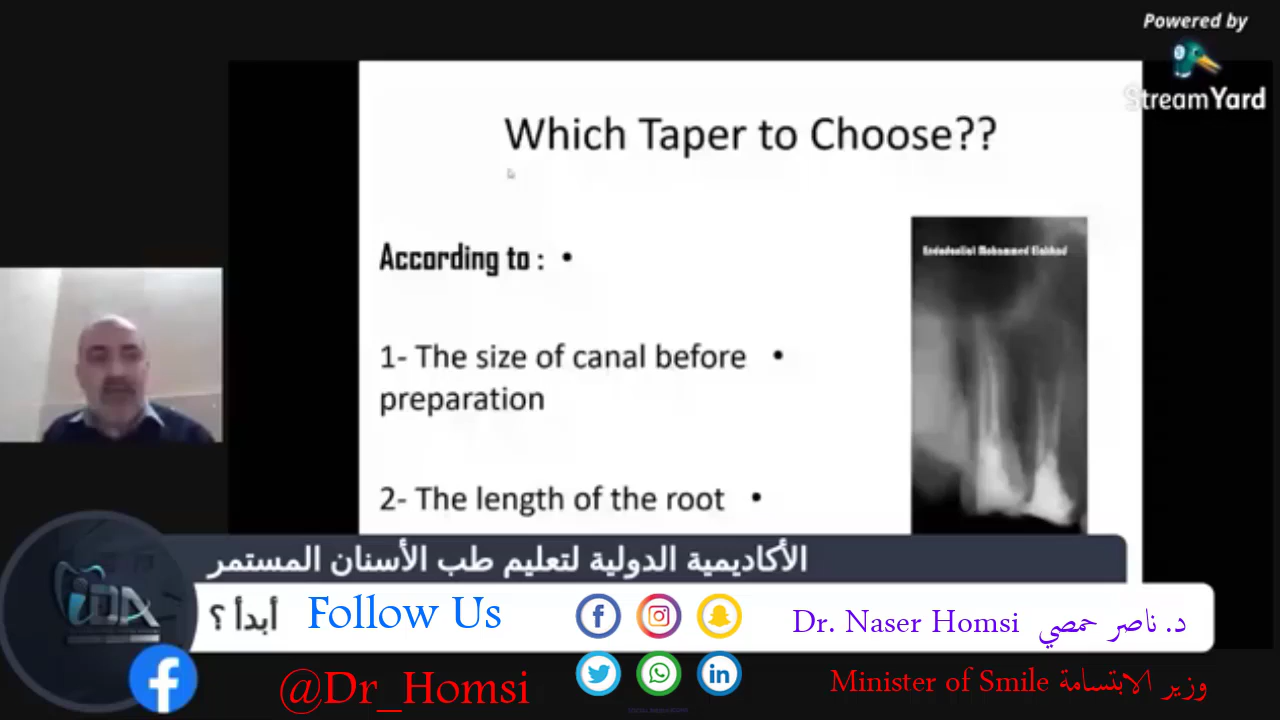 Powered by
StreamYard
Which Taper to Choose??
According to : •
1- The size of canal before •
preparation
2- The length of the root •
Endodontist Mohammed Elakhad
الأكاديمية الدولية لتعليم طب الأسنان المستمر
أبدأ ؟
Follow Us
Dr. Naser Homsi د. ناصر حمصي
iDA
@Dr_Homsi
Minister of Smile وزير الابتسامة